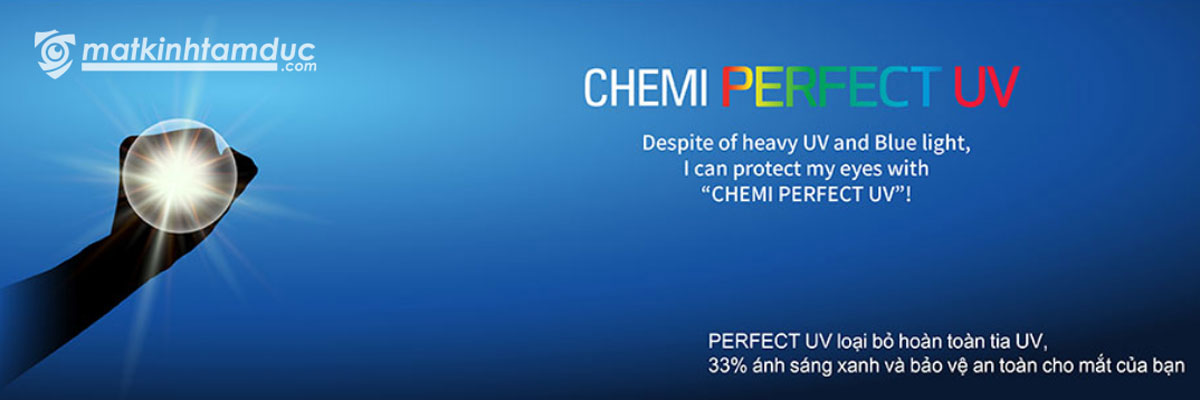 matkinhtamduc
.com
CHEMI PERFECT UV
Despite of heavy UV and Blue light,
I can protect my eyes with
“CHEMI PERFECT UV”!
PERFECT UV loại bỏ hoàn toàn tia UV,
33% ánh sáng xanh và bảo vệ an toàn cho mắt của bạn